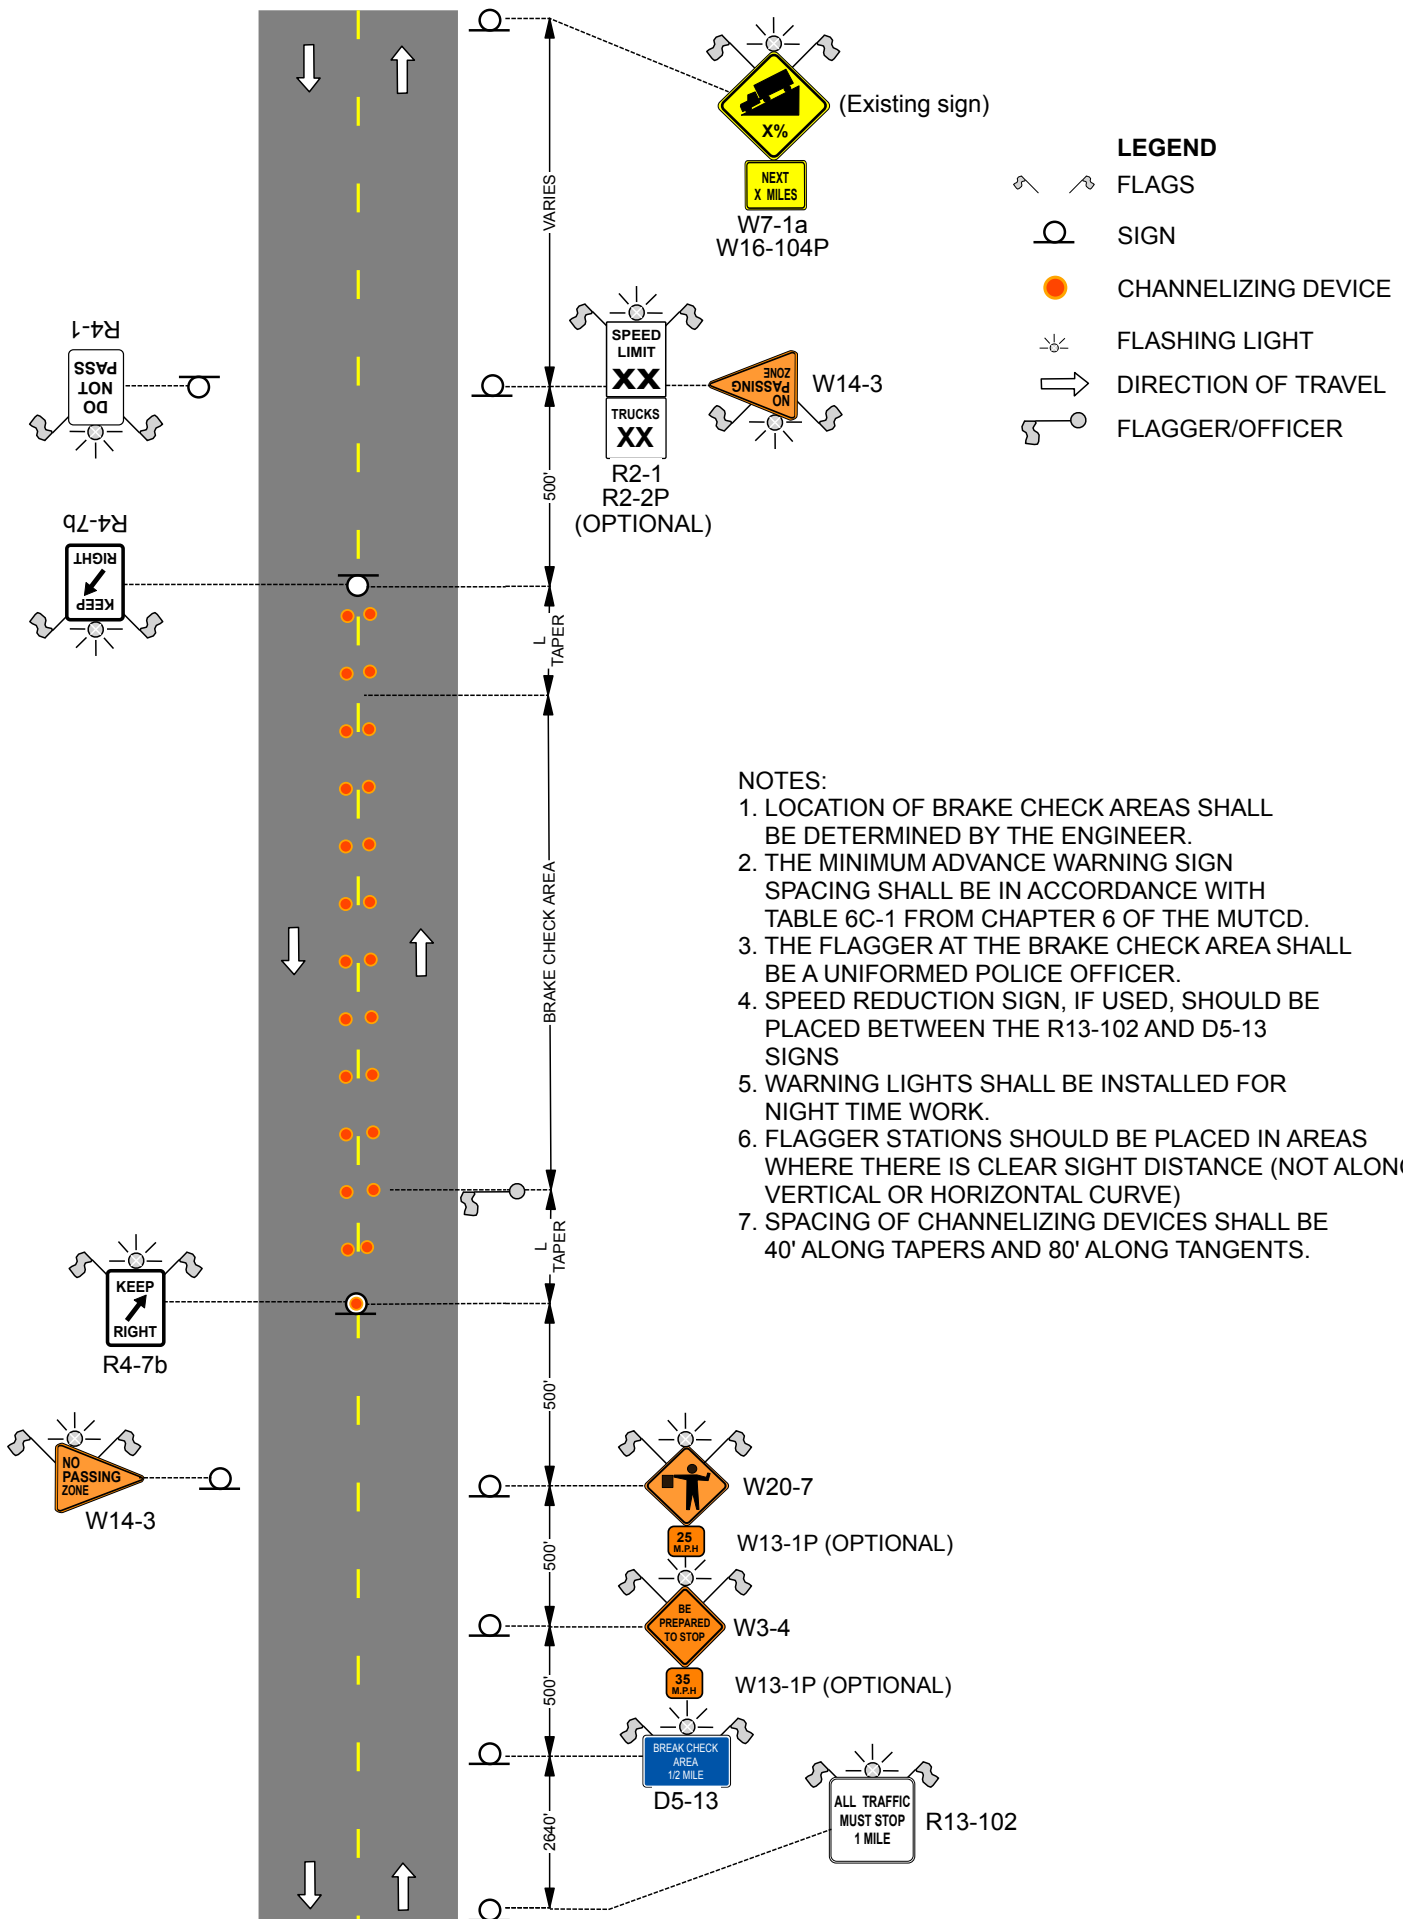 X%
(Existing sign)
NEXT
X MILES
W7-1a
W16-104P
LEGEND
FLAGS
SIGN
CHANNELIZING DEVICE
FLASHING LIGHT
DIRECTION OF TRAVEL
FLAGGER/OFFICER
VARIES
R4-1
DO
NOT
PASS
SPEED
LIMIT
XX
TRUCKS
XX
R2-1
R2-2P
(OPTIONAL)
NO
PASSING
ZONE
W14-3
500'
R4-7b
KEEP
RIGHT
L
TAPER
BRAKE CHECK AREA
NOTES:
1. LOCATION OF BRAKE CHECK AREAS SHALL
BE DETERMINED BY THE ENGINEER.
2. THE MINIMUM ADVANCE WARNING SIGN
SPACING SHALL BE IN ACCORDANCE WITH
TABLE 6C-1 FROM CHAPTER 6 OF THE MUTCD.
3. THE FLAGGER AT THE BRAKE CHECK AREA SHALL
BE A UNIFORMED POLICE OFFICER.
4. SPEED REDUCTION SIGN, IF USED, SHOULD BE
PLACED BETWEEN THE R13-102 AND D5-13
SIGNS
5. WARNING LIGHTS SHALL BE INSTALLED FOR
NIGHT TIME WORK.
6. FLAGGER STATIONS SHOULD BE PLACED IN AREAS
WHERE THERE IS CLEAR SIGHT DISTANCE (NOT ALONG
VERTICAL OR HORIZONTAL CURVE)
7. SPACING OF CHANNELIZING DEVICES SHALL BE
40' ALONG TAPERS AND 80' ALONG TANGENTS.
L
TAPER
KEEP
RIGHT
R4-7b
500'
NO
PASSING
ZONE
W14-3
W20-7
25
M.P.H
W13-1P (OPTIONAL)
500'
BE
PREPARED
TO STOP
W3-4
35
M.P.H
W13-1P (OPTIONAL)
500'
BREAK CHECK
AREA
1/2 MILE
D5-13
2640'
ALL TRAFFIC
MUST STOP
1 MILE
R13-102